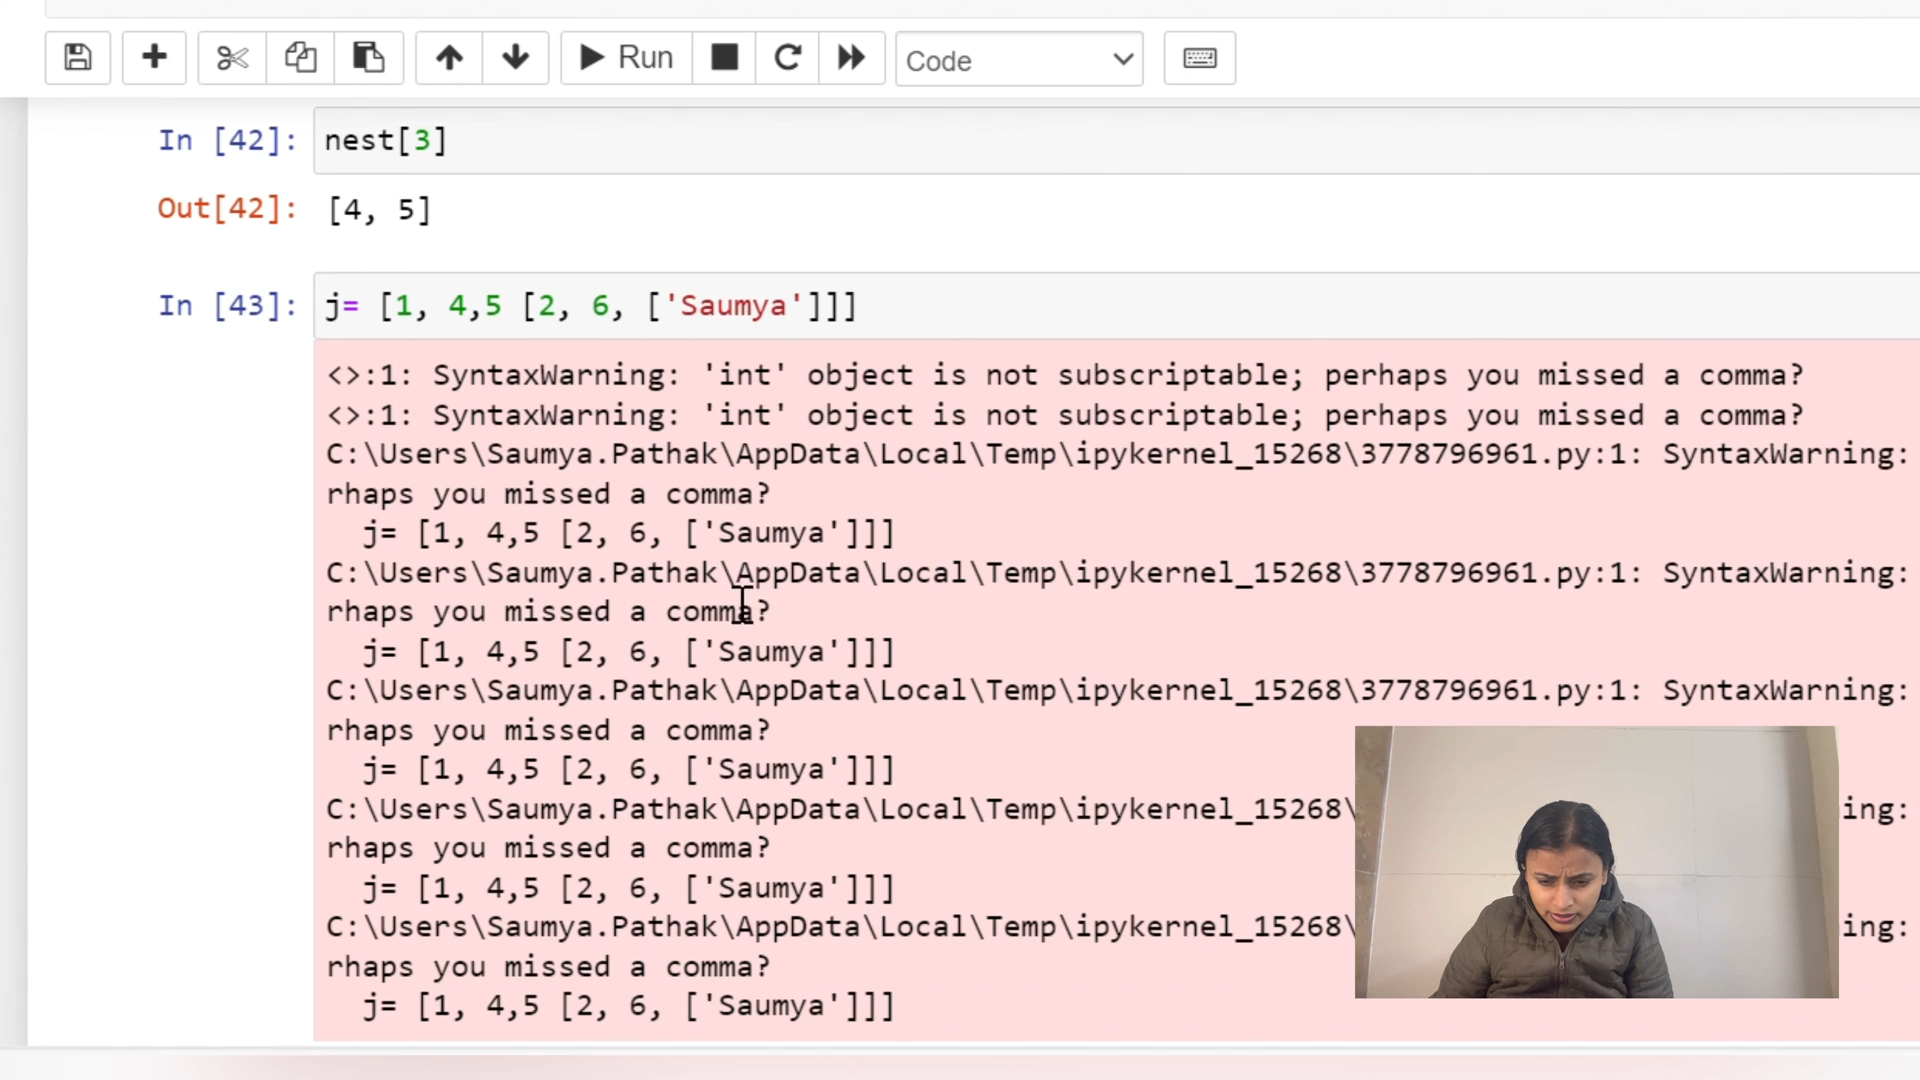 Run
Code
In [42]: nest[3]
Out[42]: [4, 5]
In [43]: j= [1, 4,5 [2, 6, ['Saumya']]]
<>:1: SyntaxWarning: 'int' object is not subscriptable; perhaps you missed a comma?
<>:1: SyntaxWarning: 'int' object is not subscriptable; perhaps you missed a comma?
C:\Users\Saumya.Pathak\AppData\Local\Temp\ipykernel_15268\3778796961.py:1: SyntaxWarning:
rhaps you missed a comma?
j= [1, 4,5 [2, 6, ['Saumya']]]
C:\Users\Saumya.Pathak\AppData\Local\Temp\ipykernel_15268\3778796961.py:1: SyntaxWarning:
rhaps you missed a comma?
j= [1, 4,5 [2, 6, ['Saumya']]]
C:\Users\Saumya.Pathak\AppData\Local\Temp\ipykernel_15268\3778796961.py:1: SyntaxWarning:
rhaps you missed a comma?
j= [1, 4,5 [2, 6, ['Saumya']]]
C:\Users\Saumya.Pathak\AppData\Local\Temp\ipykernel_15268\ ing:
rhaps you missed a comma?
j= [1, 4,5 [2, 6, ['Saumya']]]
C:\Users\Saumya.Pathak\AppData\Local\Temp\ipykernel_15268\ ing:
rhaps you missed a comma?
j= [1, 4,5 [2, 6, ['Saumya']]]